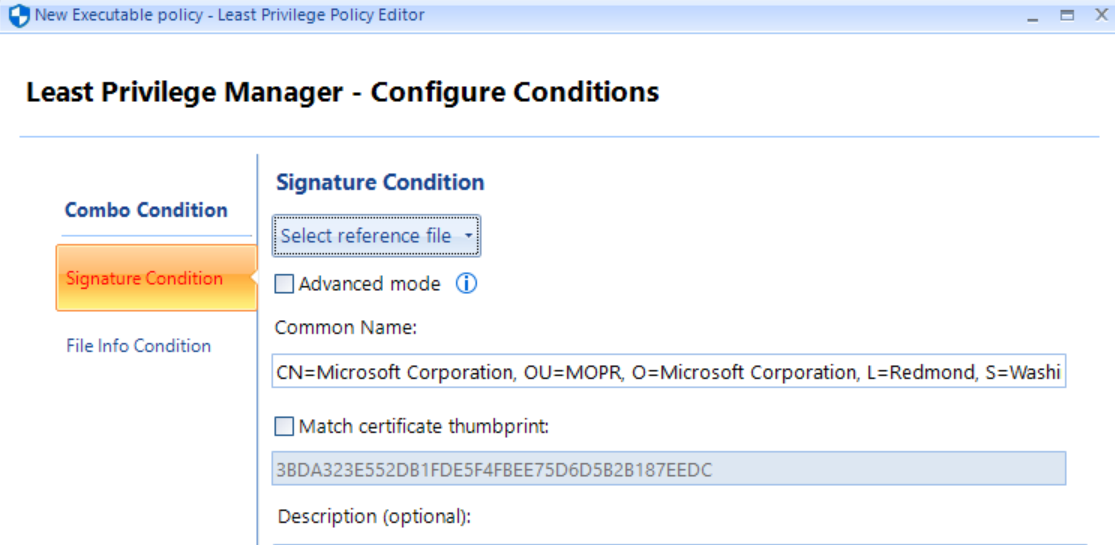 New Executable policy - Least Privilege Policy Editor
Least Privilege Manager - Configure Conditions
Combo Condition
Signature Condition
File Info Condition
Signature Condition
Select reference file
Advanced mode
Common Name:
CN=Microsoft Corporation, OU=MOPR, O=Microsoft Corporation, L=Redmond, S=Washi
Match certificate thumbprint:
3BDA323E552DB1FDE5F4FBEE75D6D5B2B187EEDC
Description (optional):